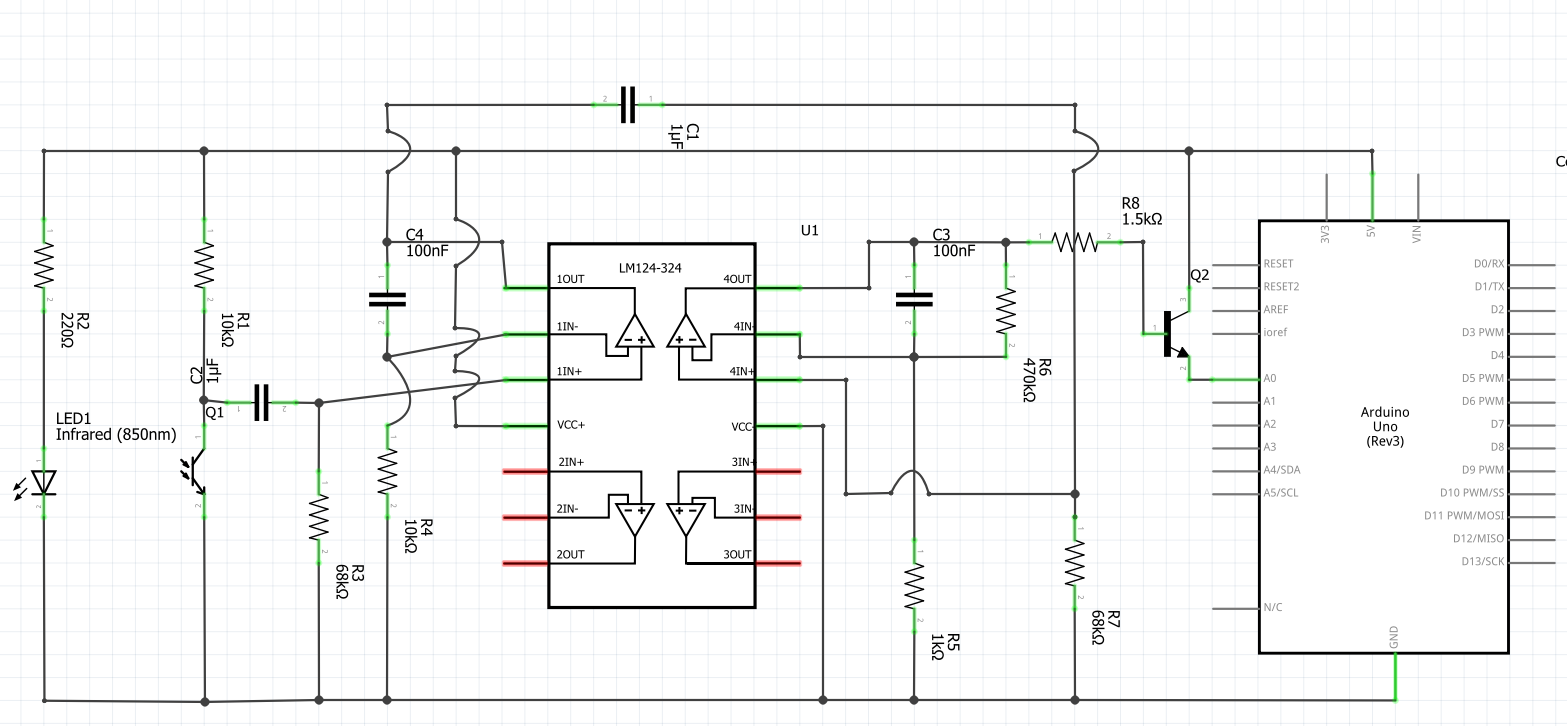 C1
1µF
Cc
R8
1.5kΩ
U1
C4
100nF
C3
100nF
LM124-324
1OUT
4OUT
1IN-
4IN-
1IN+
4IN+
VCC+
VCC-
2IN+
3IN+
2IN-
3IN-
2OUT
3OUT
R2
220Ω
R1
10kΩ
C2
1µF
Q1
LED1
Infrared (850nm)
R3
68kΩ
R4
10kΩ
R6
470kΩ
R5
1kΩ
R7
68kΩ
Q2
3V3
5V
VIN
RESET
RESET2
AREF
ioref
A0
A1
A2
A3
A4/SDA
A5/SCL
N/C
Arduino
Uno
(Rev3)
D0/RX
D1/TX
D2
D3 PWM
D4
D5 PWM
D6 PWM
D7
D8
D9 PWM
D10 PWM/SS
D11 PWM/MOSI
D12/MISO
D13/SCK
GND